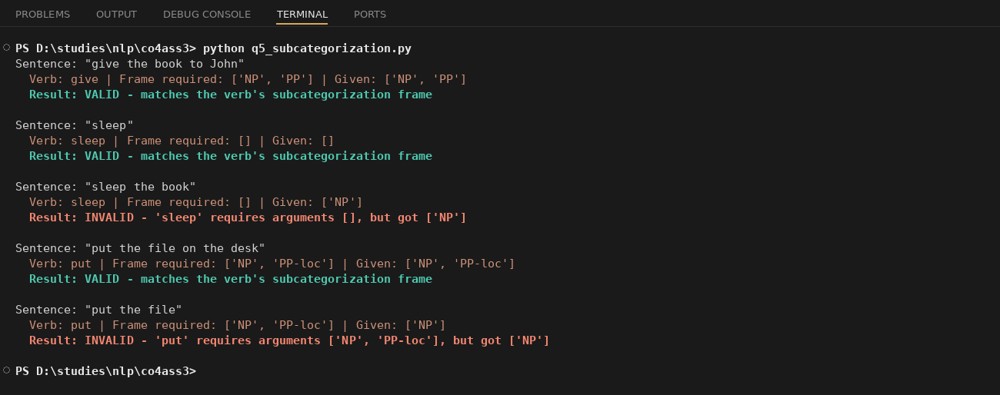 PROBLEMS OUTPUT DEBUG CONSOLE TERMINAL PORTS
PS D:\studies\nlp\co4ass3> python q5_subcategorization.py
Sentence: "give the book to John"
  Verb: give | Frame required: ['NP', 'PP'] | Given: ['NP', 'PP']
  Result: VALID - matches the verb's subcategorization frame

Sentence: "sleep"
  Verb: sleep | Frame required: [] | Given: []
  Result: VALID - matches the verb's subcategorization frame

Sentence: "sleep the book"
  Verb: sleep | Frame required: [] | Given: ['NP']
  Result: INVALID - 'sleep' requires arguments [], but got ['NP']

Sentence: "put the file on the desk"
  Verb: put | Frame required: ['NP', 'PP-loc'] | Given: ['NP', 'PP-loc']
  Result: VALID - matches the verb's subcategorization frame

Sentence: "put the file"
  Verb: put | Frame required: ['NP', 'PP-loc'] | Given: ['NP']
  Result: INVALID - 'put' requires arguments ['NP', 'PP-loc'], but got ['NP']

PS D:\studies\nlp\co4ass3>